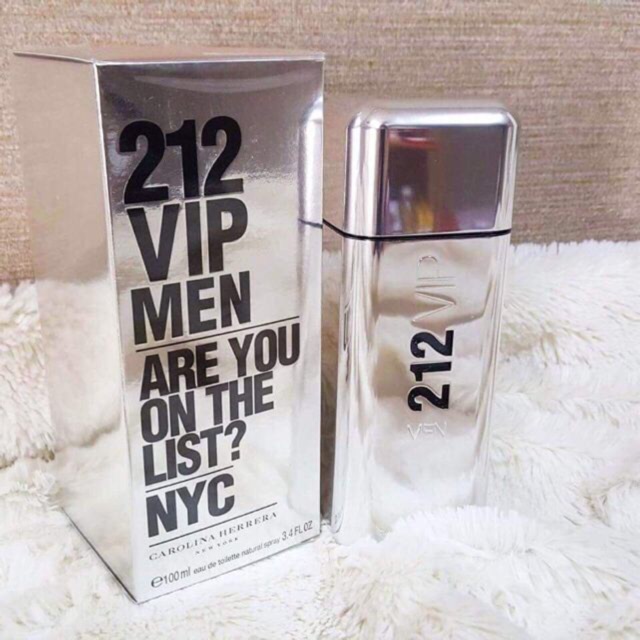 212
VIP
MEN
ARE YOU
ON THE
LIST?
NYC
CAROLINA HERRERA
NEW YORK
℮100ml eau de toilette natural spray 3.4 FL.OZ
212 VIP
MEN